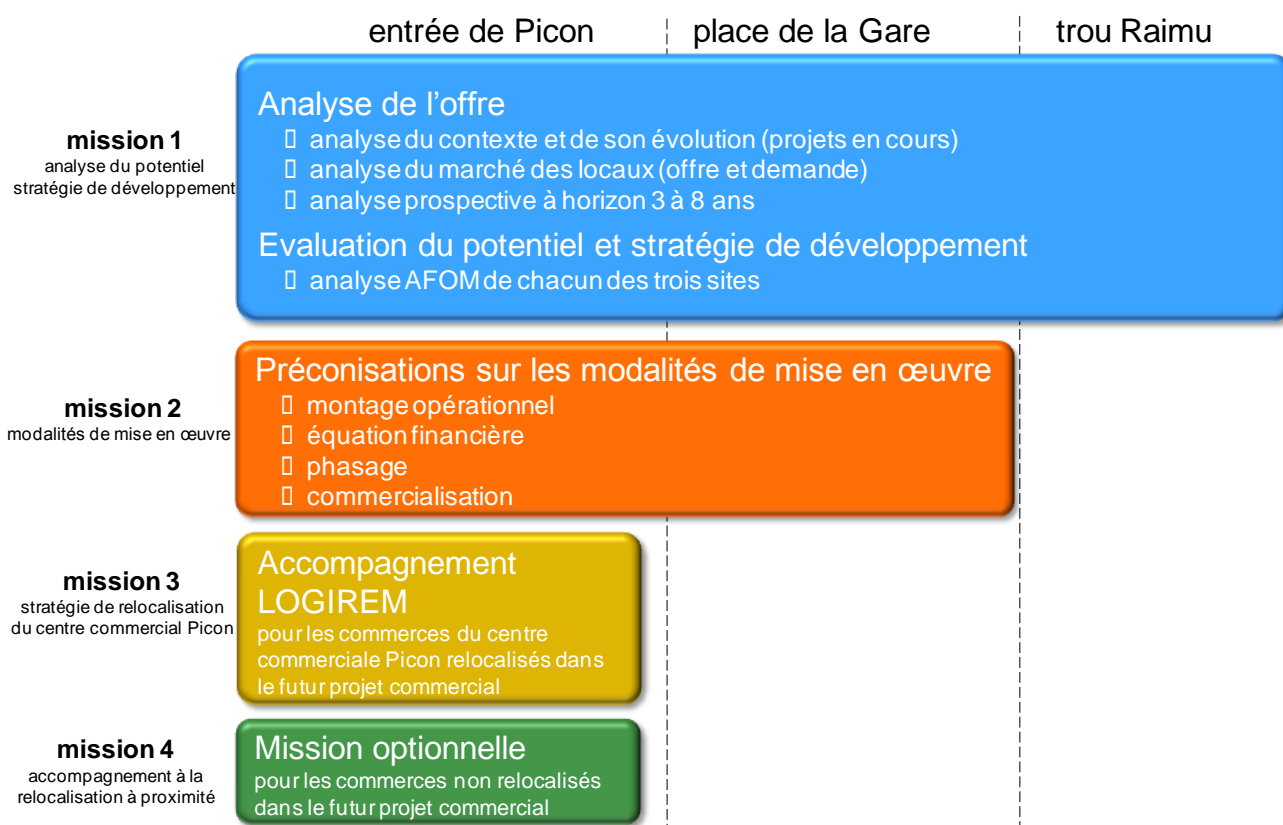 entrée de Picon
place de la Gare
trou Raimu
mission 1
analyse du potentiel
stratégie de développement
Analyse de l'offre
▯ analyse du contexte et de son évolution (projets en cours)
▯ analyse du marché des locaux (offre et demande)
▯ analyse prospective à horizon 3 à 8 ans
Evaluation du potentiel et stratégie de développement
▯ analyse AFOM de chacun des trois sites
mission 2
modalités de mise en œuvre
Préconisations sur les modalités de mise en œuvre
▯ montage opérationnel
▯ équation financière
▯ phasage
▯ commercialisation
mission 3
stratégie de relocalisation
du centre commercial Picon
Accompagnement
LOGIREM
pour les commerces du centre
commerciale Picon relocalisés dans
le futur projet commercial
mission 4
accompagnement à la
relocalisation à proximité
Mission optionnelle
pour les commerces non relocalisés
dans le futur projet commercial